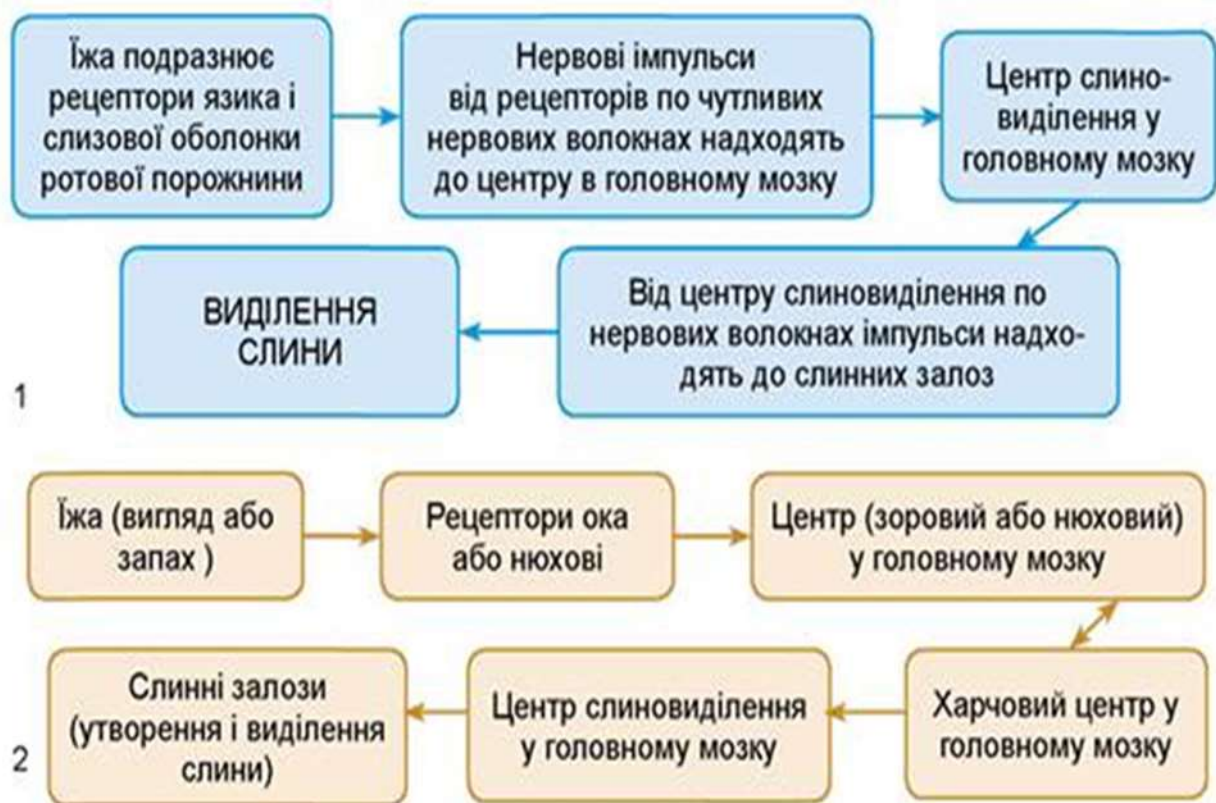 Їжа подразнює
рецептори язика і
слизової оболонки
ротової порожнини
Нервові імпульси
від рецепторів по чутливих
нервових волокнах надходять
до центру в головному мозку
Центр слино-
виділення у
головному мозку
Від центру слиновиділення по
нервових волокнах імпульси надхо-
дять до слинних залоз
ВИДІЛЕННЯ
СЛИНИ
1
Їжа (вигляд або
запах )
Рецептори ока
або нюхові
Центр (зоровий або нюховий)
у головному мозку
Харчовий центр у
головному мозку
Центр слиновиділення
у головному мозку
Слинні залози
(утворення і виділення
слини)
2